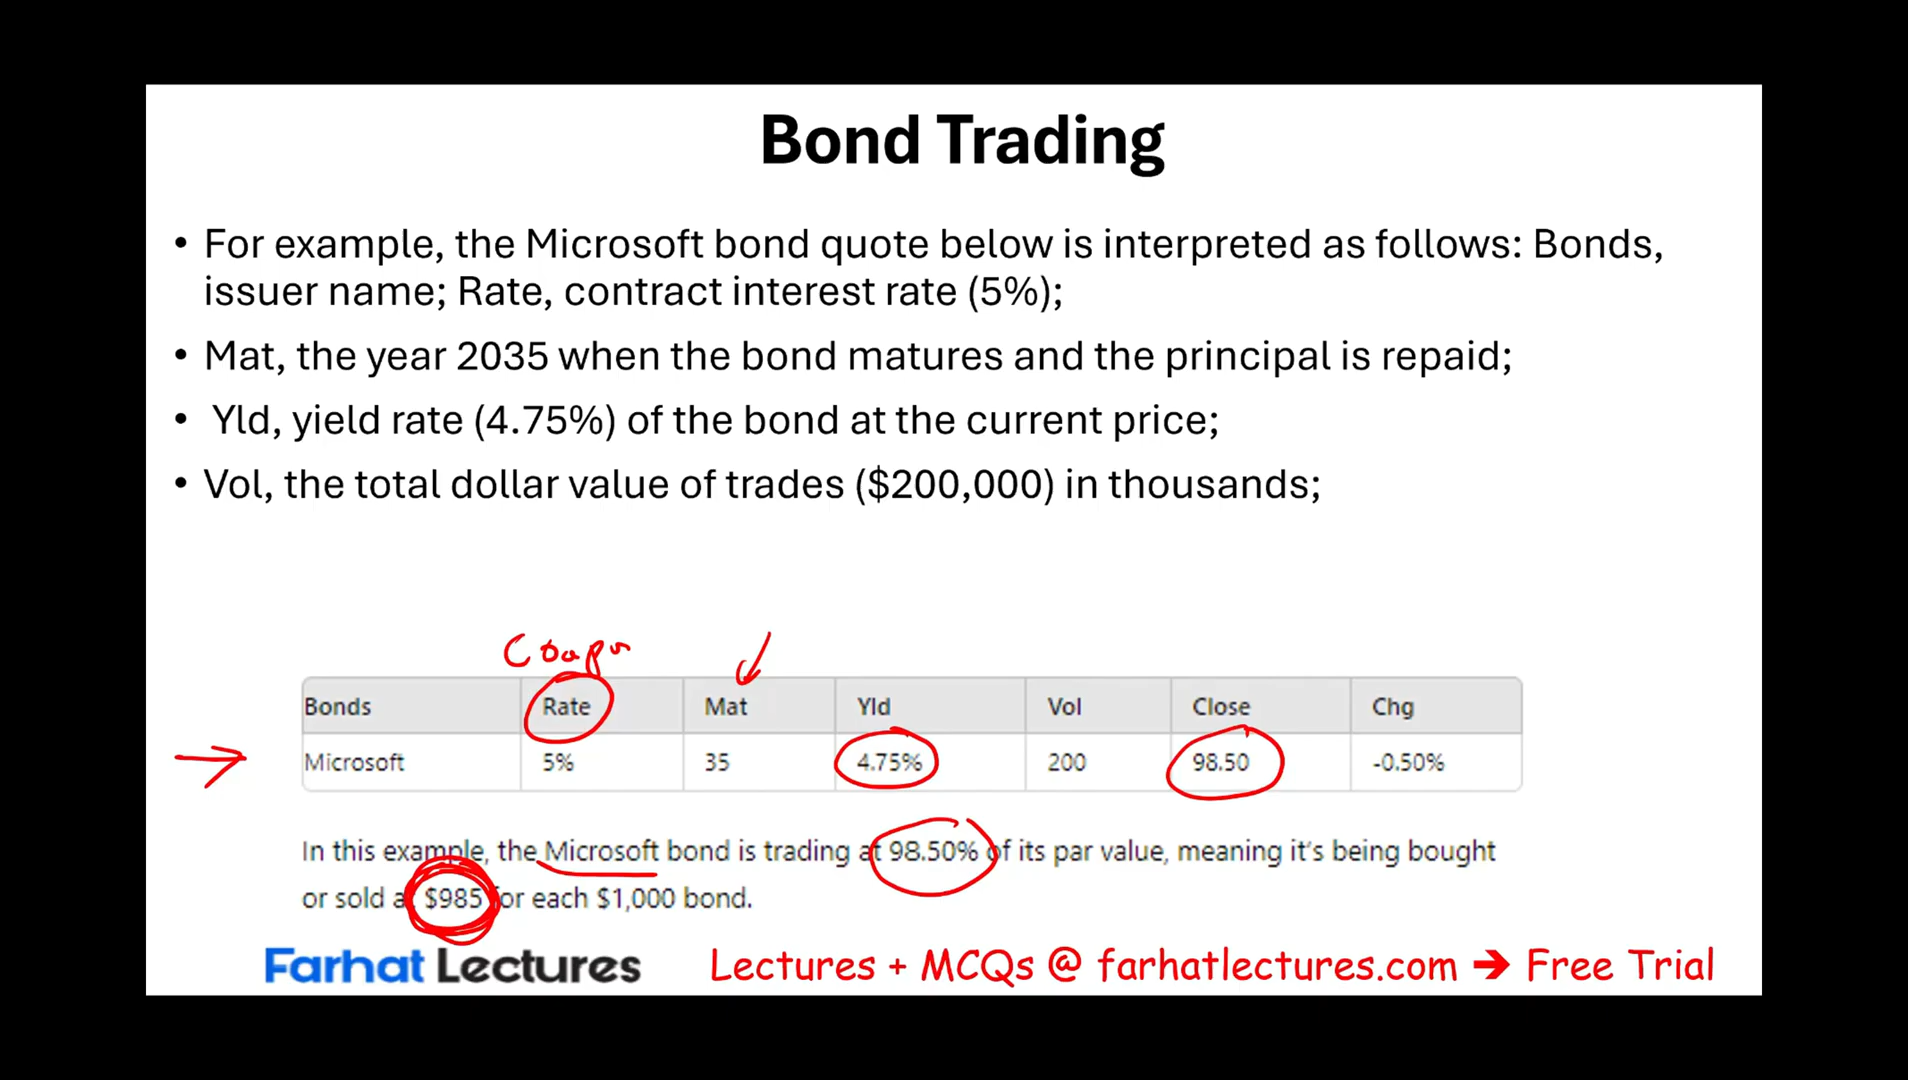 Bond Trading
• For example, the Microsoft bond quote below is interpreted as follows: Bonds,
issuer name; Rate, contract interest rate (5%);
• Mat, the year 2035 when the bond matures and the principal is repaid;
• Yld, yield rate (4.75%) of the bond at the current price;
• Vol, the total dollar value of trades ($200,000) in thousands;
Bonds Rate Mat Yld Vol Close Chg
Microsoft 5% 35 4.75% 200 98.50 -0.50%
In this example, the Microsoft bond is trading at 98.50% of its par value, meaning it's being bought
or sold a $985 for each $1,000 bond.
Farhat Lectures Lectures + MCQs @ farhatlectures.com ➔ Free Trial